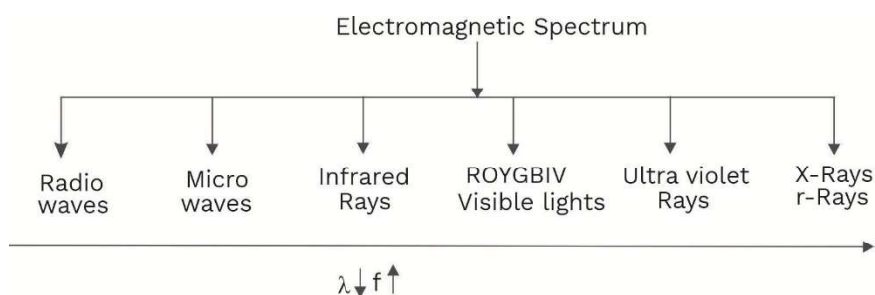 Electromagnetic Spectrum
Radio
waves
Micro
waves
Infrared
Rays
ROYGBIV
Visible lights
Ultra violet
Rays
X-Rays
r-Rays
λ↓f↑